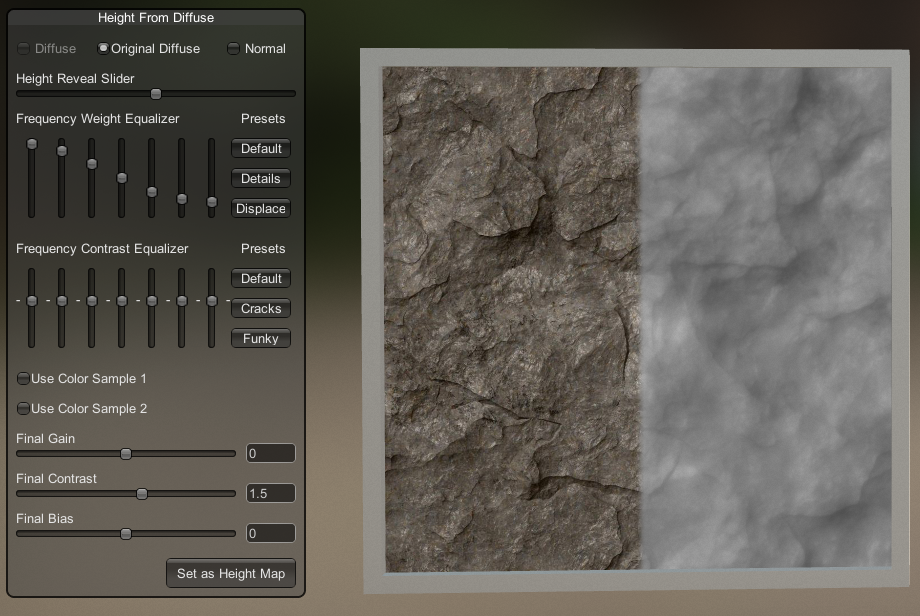 Height From Diffuse
Diffuse Original Diffuse Normal
Height Reveal Slider
Frequency Weight Equalizer Presets
Default
Details
Displace
Frequency Contrast Equalizer Presets
Default
Cracks
Funky
Use Color Sample 1
Use Color Sample 2
Final Gain
0
Final Contrast
1.5
Final Bias
0
Set as Height Map